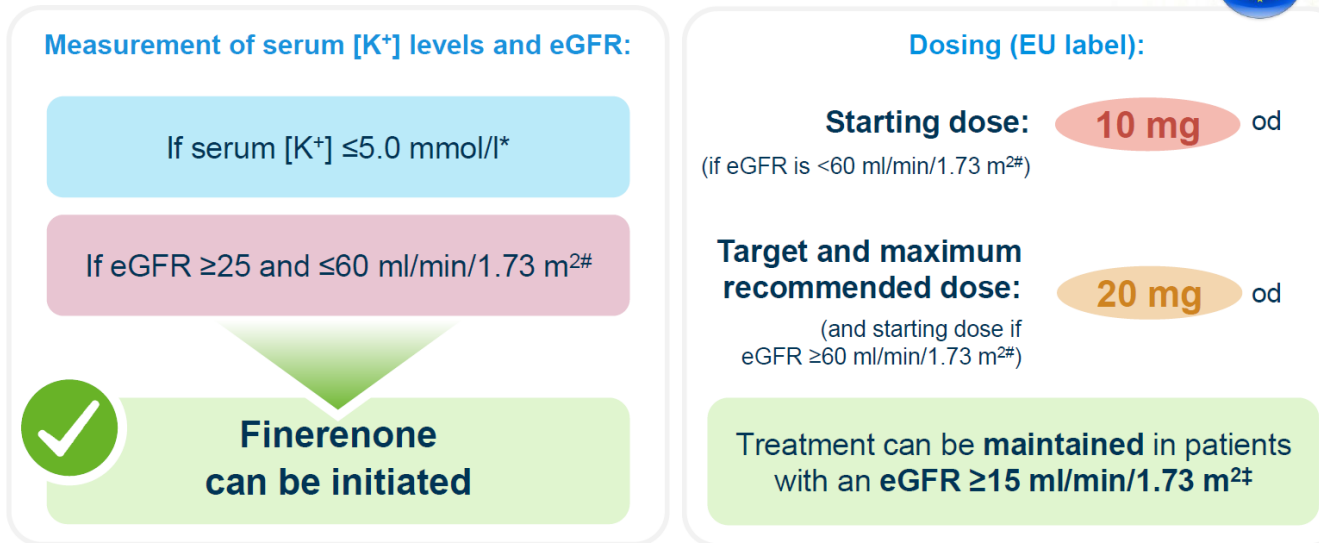 Measurement of serum [K⁺] levels and eGFR:
If serum [K⁺] ≤5.0 mmol/l*
If eGFR ≥25 and ≤60 ml/min/1.73 m²#
Finerenone
can be initiated
Dosing (EU label):
Starting dose: 10 mg od
(if eGFR is <60 ml/min/1.73 m²#)
Target and maximum
recommended dose: 20 mg od
(and starting dose if
eGFR ≥60 ml/min/1.73 m²#)
Treatment can be maintained in patients
with an eGFR ≥15 ml/min/1.73 m²‡